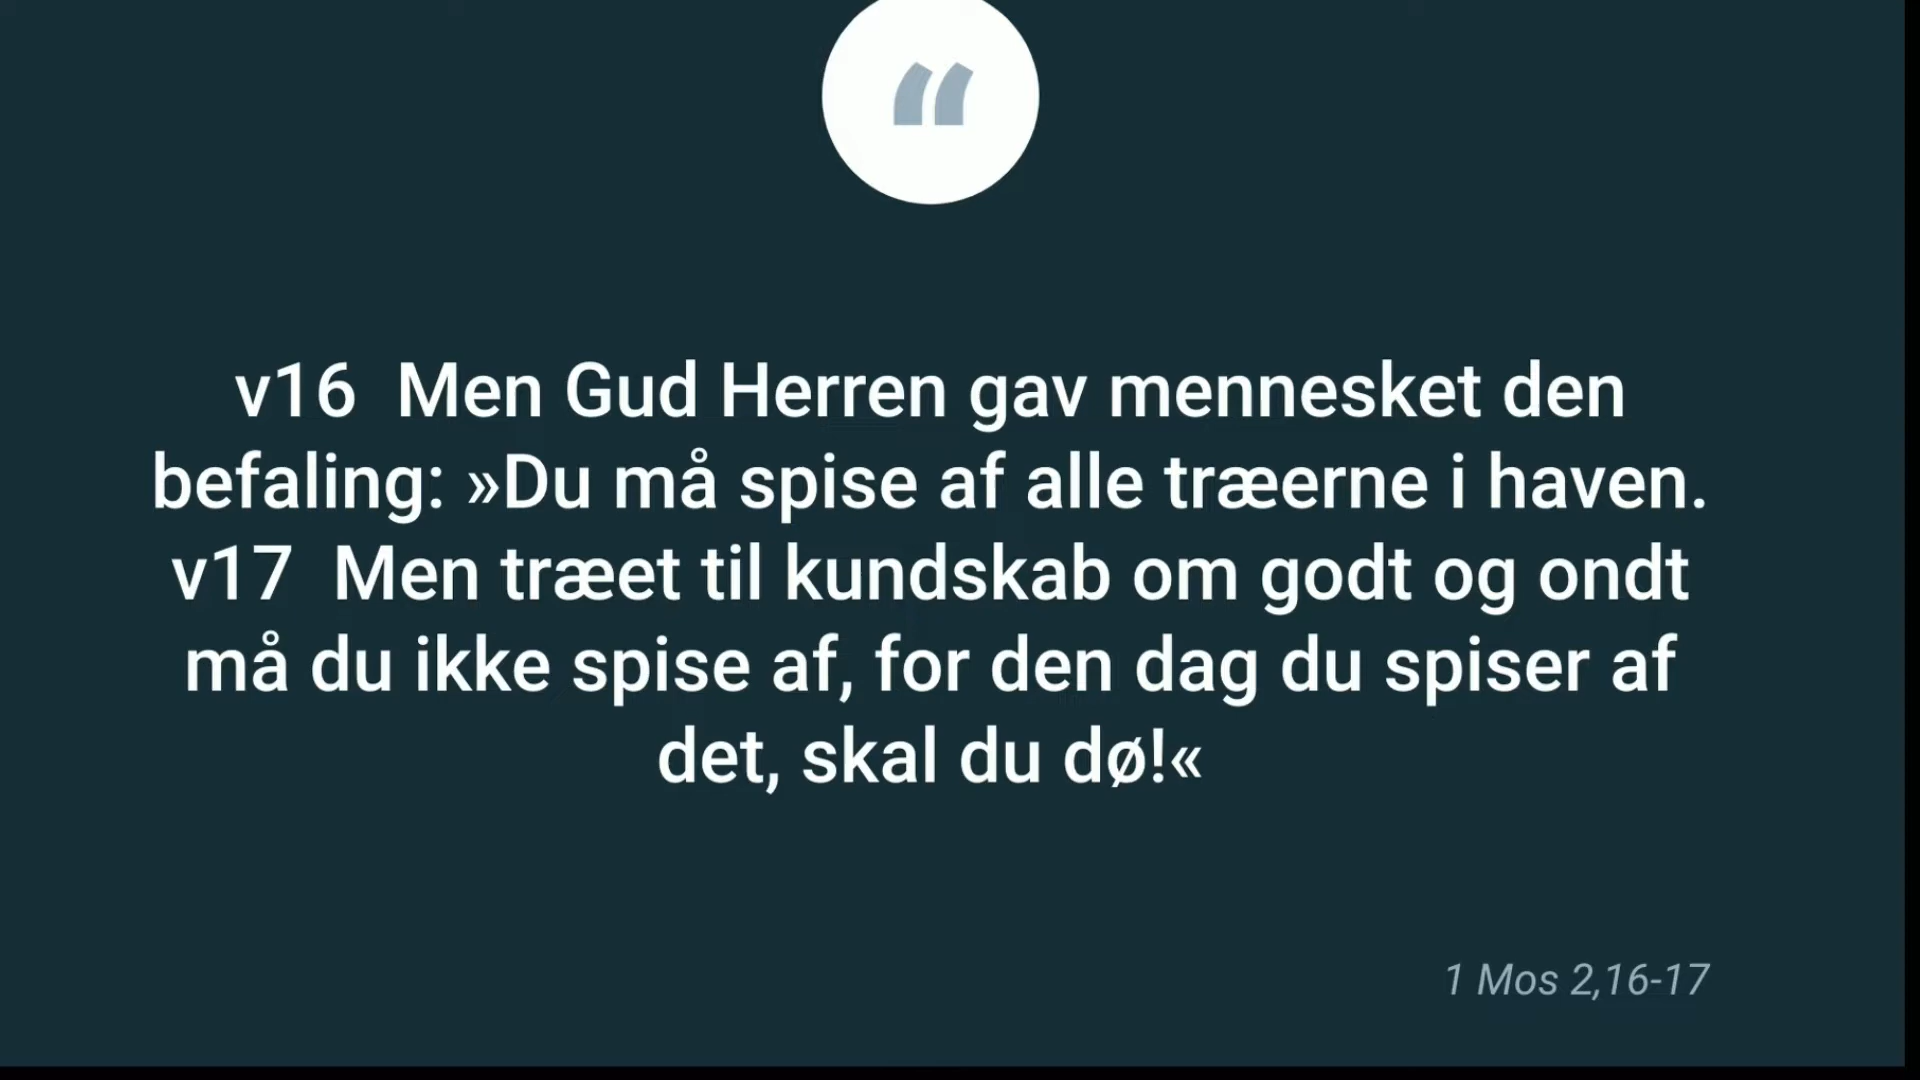 “
v16 Men Gud Herren gav mennesket den
befaling: »Du må spise af alle træerne i haven.
v17 Men træet til kundskab om godt og ondt
må du ikke spise af, for den dag du spiser af
det, skal du dø!«
1 Mos 2,16-17